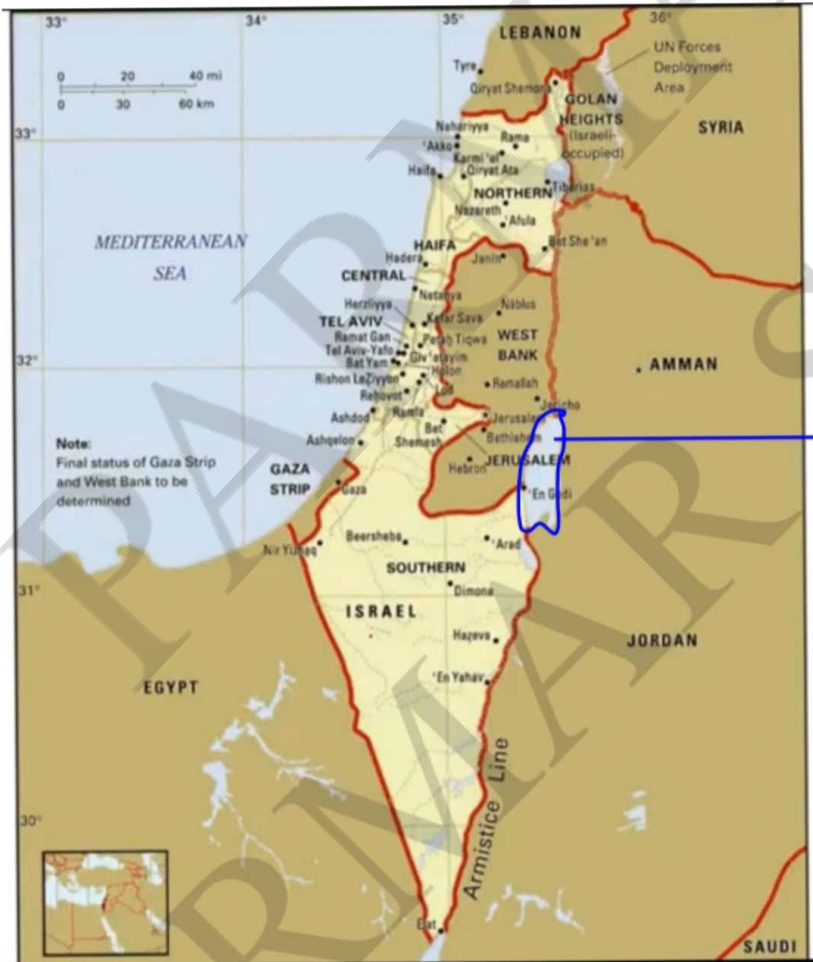 33°
34°
35°
36°
LEBANON
UN Forces
Deployment
Area
Tyre
Qiryat Shemona
0 20 40 mi
0 30 60 km
GOLAN
HEIGHTS
(Israeli-
occupied)
SYRIA
33°
Nahariyya
'Akko
Rama
Karmi'el
Haifa
Qiryat Ata
Tiberias
NORTHERN
Nazareth
'Afula
MEDITERRANEAN
SEA
HAIFA
Bet She'an
Hadera
Janin
CENTRAL
Netanya
Herzliyya
Nablus
TEL AVIV
Kefar Sava
Ramat Gan
Petah Tiqwa
WEST
BANK
Tel Aviv-Yafo
Giv'atayim
32°
Bat Yam
Holon
AMMAN
Rishon LeZiyyon
Ramallah
Rehovot
Lod
Jericho
Ashdod
Ramla
Jerusalem
Bet
Shemesh
Bethlehem
Ashqelon
JERUSALEM
Note:
Final status of Gaza Strip
and West Bank to be
determined
GAZA
STRIP
Hebron
Gaza
'En Gedi
Nir Yizhaq
Beersheba
'Arad
31°
SOUTHERN
Dimona
ISRAEL
Hazeva
JORDAN
'En Yahav
EGYPT
Armistice Line
30°
Elat
SAUDI
PARMAR
PARMAR